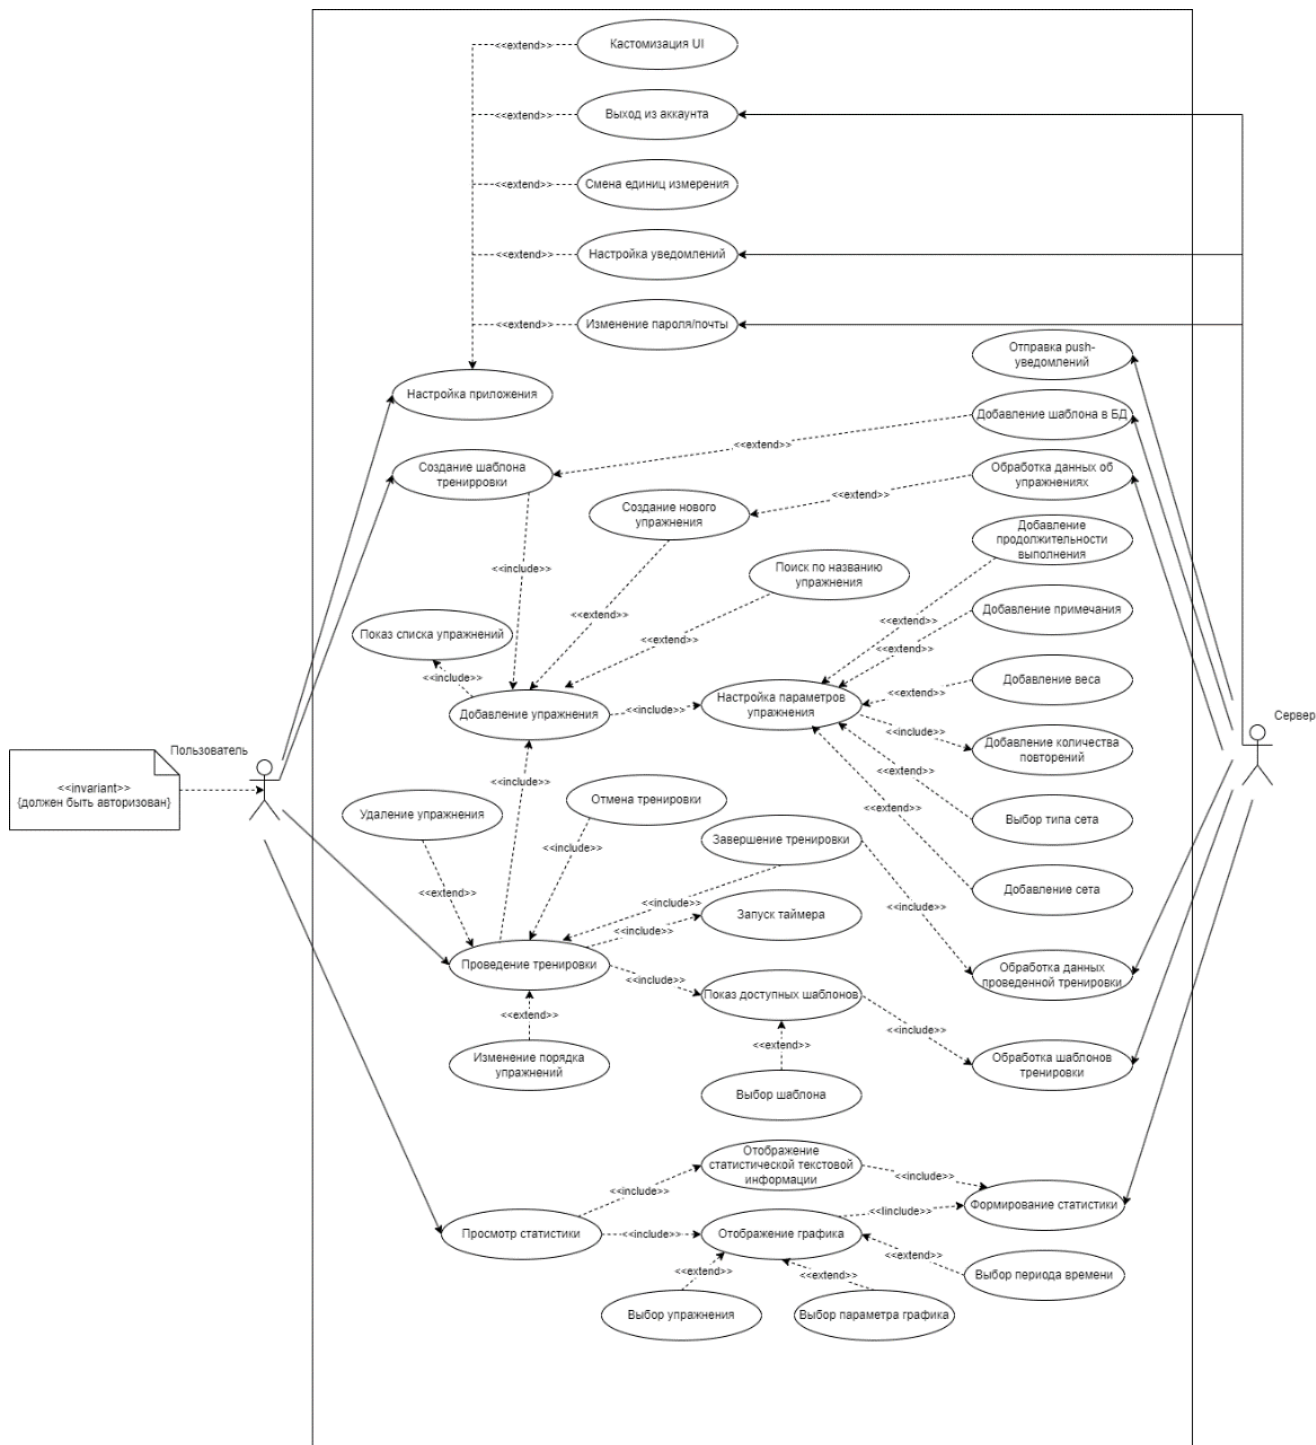 <<extend>>
Кастомизация UI
<<extend>>
Выход из аккаунта
<<extend>>
Смена единиц измерения
<<extend>>
Настройка уведомлений
<<extend>>
Изменение пароля/почты
Отправка push-
уведомлений
Настройка приложения
Добавление шаблона в БД
<<extend>>
Создание шаблона
тренирровки
Обработка данных об
упражнениях
<<extend>>
Создание нового
упражнения
Добавление
продолжительности
выполнения
<<include>>
Поиск по названию
упражнения
<<extend>>
<<extend>>
Добавление примечания
<<extend>>
Показ списка упражнений
<<extend>>
<<extend>>
<<include>>
Добавление веса
<<extend>>
Настройка параметров
упражнения
Добавление упражнения
<<include>>
Сервер
<<include>>
Добавление количества
повторений
Пользователь
<<extend>>
<<include>>
<<invariant>>
{должен быть авторизован}
Отмена тренировки
<<extend>>
Удаление упражнения
Выбор типа сета
Завершение тренировки
<<include>>
<<extend>>
Добавление сета
<<include>>
<<include>>
Запуск таймера
<<include>>
Проведение тренировки
Обработка данных
проведенной тренировки
<<include>>
Показ доступных шаблонов
<<extend>>
<<include>>
<<extend>>
Изменение порядка
упражнений
Обработка шаблонов
тренировки
Выбор шаблона
Отображение
статистической текстовой
информации
<<include>>
<<include>>
Формирование статистики
<<Iinclude>>
Просмотр статистики
<<include>>
Отображение графика
<<extend>>
<<extend>>
<<extend>>
Выбор периода времени
Выбор упражнения
Выбор параметра графика